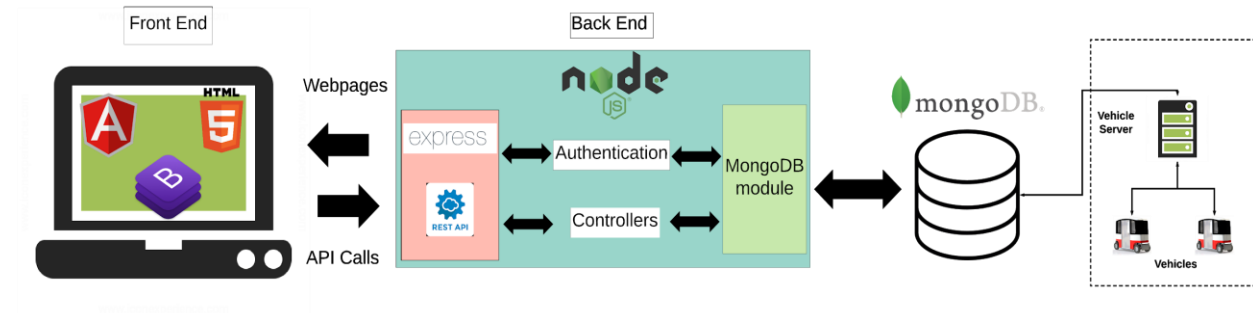 Front End
HTML
A
5
B
Webpages
API Calls
Back End
node
JS
express
REST API
Authentication
Controllers
MongoDB
module
mongoDB.
Vehicle
Server
Vehicles